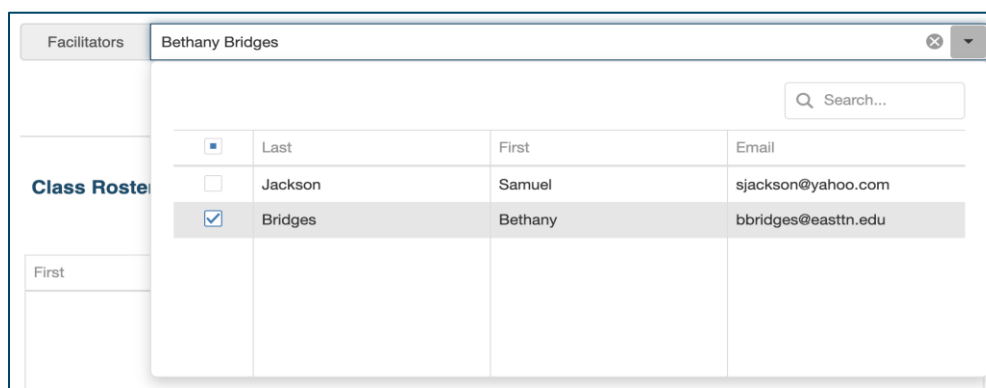 Facilitators Bethany Bridges
Search...
Last First Email
Class Roster
Jackson Samuel sjackson@yahoo.com
Bridges Bethany bbridges@easttn.edu
First